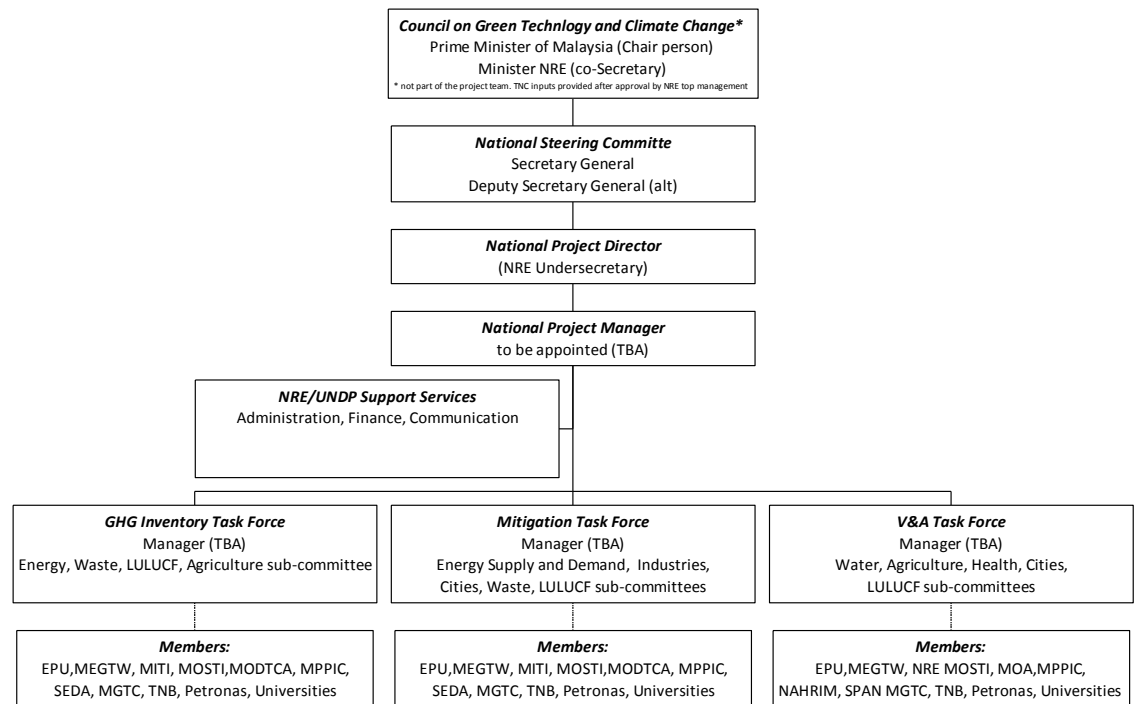 Council on Green Technlogy and Climate Change*
Prime Minister of Malaysia (Chair person)
Minister NRE (co-Secretary)
* not part of the project team. TNC inputs provided after approval by NRE top management
National Steering Committe
Secretary General
Deputy Secretary General (alt)
National Project Director
(NRE Undersecretary)
National Project Manager
to be appointed (TBA)
NRE/UNDP Support Services
Administration, Finance, Communication
GHG Inventory Task Force
Manager (TBA)
Energy, Waste, LULUCF, Agriculture sub-committee
Mitigation Task Force
Manager (TBA)
Energy Supply and Demand, Industries,
Cities, Waste, LULUCF sub-committees
V&A Task Force
Manager (TBA)
Water, Agriculture, Health, Cities,
LULUCF sub-committees
Members:
EPU,MEGTW, MITI, MOSTI,MODTCA, MPPIC,
SEDA, MGTC, TNB, Petronas, Universities
Members:
EPU,MEGTW, MITI, MOSTI,MODTCA, MPPIC,
SEDA, MGTC, TNB, Petronas, Universities
Members:
EPU,MEGTW, NRE MOSTI, MOA,MPPIC,
NAHRIM, SPAN MGTC, TNB, Petronas, Universities